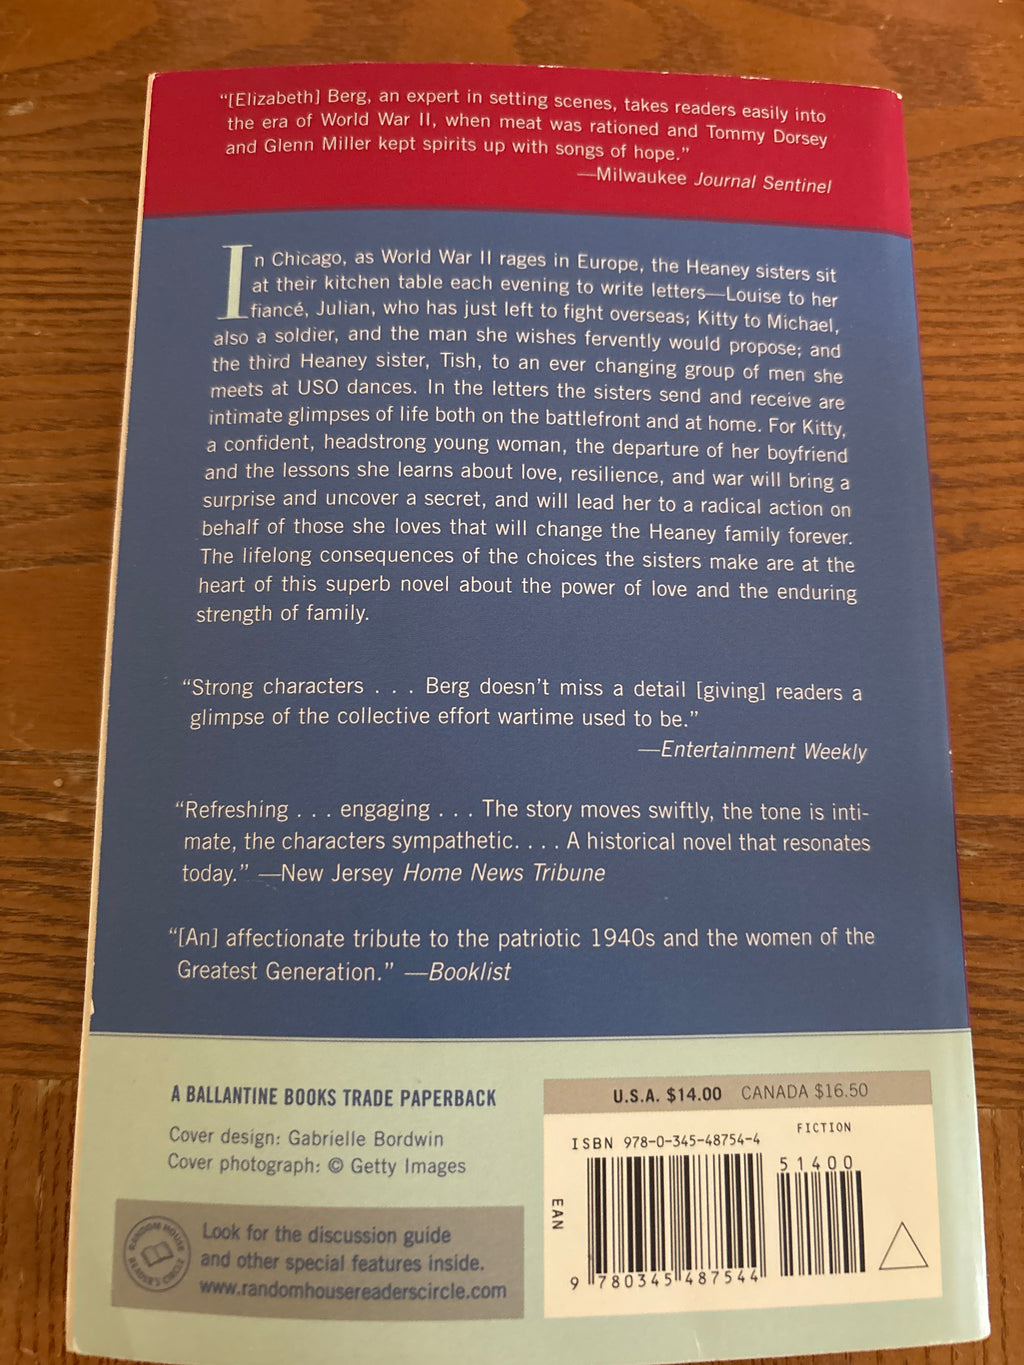 “[Elizabeth] Berg, an expert in setting scenes, takes readers easily into
the era of World War II, when meat was rationed and Tommy Dorsey
and Glenn Miller kept spirits up with songs of hope.”
—Milwaukee Journal Sentinel
In Chicago, as World War II rages in Europe, the Heaney sisters sit
at their kitchen table each evening to write letters—Louise to her
fiancé, Julian, who has just left to fight overseas; Kitty to Michael,
also a soldier, and the man she wishes fervently would propose; and
the third Heaney sister, Tish, to an ever changing group of men she
meets at USO dances. In the letters the sisters send and receive are
intimate glimpses of life both on the battlefront and at home. For Kitty,
a confident, headstrong young woman, the departure of her boyfriend
and the lessons she learns about love, resilience, and war will bring a
surprise and uncover a secret, and will lead her to a radical action on
behalf of those she loves that will change the Heaney family forever.
The lifelong consequences of the choices the sisters make are at the
heart of this superb novel about the power of love and the enduring
strength of family.
“Strong characters . . . Berg doesn’t miss a detail [giving] readers a
glimpse of the collective effort wartime used to be.”
—Entertainment Weekly
“Refreshing . . . engaging . . . The story moves swiftly, the tone is inti-
mate, the characters sympathetic. . . . A historical novel that resonates
today.” —New Jersey Home News Tribune
“[An] affectionate tribute to the patriotic 1940s and the women of the
Greatest Generation.” —Booklist
A BALLANTINE BOOKS TRADE PAPERBACK
Cover design: Gabrielle Bordwin
Cover photograph: © Getty Images
RANDOM HOUSE READER'S CIRCLE
Look for the discussion guide
and other special features inside.
www.randomhousereaderscircle.com
U.S.A. $14.00 CANADA $16.50
FICTION
ISBN 978-0-345-48754-4
51400
EAN
9 780345 487544